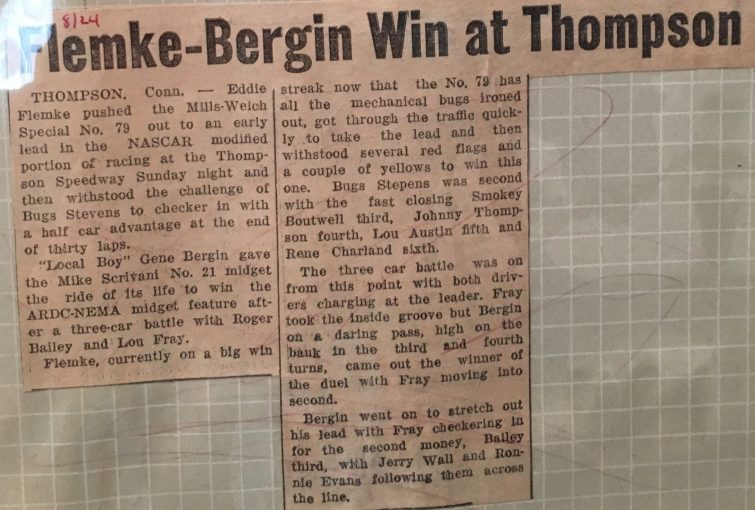 8/24
Flemke-Bergin Win at Thompson
THOMPSON, Conn. — Eddie
Flemke pushed the Mills-Welch
Special No. 79 out to an early
lead in the NASCAR modified
portion of racing at the Thomp-
son Speedway Sunday night and
then withstood the challenge of
Bugs Stevens to checker in with
a half car advantage at the end
of thirty laps.
"Local Boy" Gene Bergin gave
the Mike Scrivani No. 21 midget
the ride of its life to win the
ARDC-NEMA midget feature aft-
er a three-car battle with Roger
Bailey and Lou Fray.
Flemke, currently on a big win
streak now that the No. 79 has
all the mechanical bugs ironed
out, got through the traffic quick-
ly to take the lead and then
withstood several red flags and
a couple of yellows to win this
one. Bugs Stepens was second
with the fast closing Smokey
Boutwell third, Johnny Thomp-
son fourth, Lou Austin fifth and
Rene Charland sixth.
The three car battle was on
from this point with both driv-
ers charging at the leader. Fray
took the inside groove but Bergin
on a daring pass, high on the
bank in the third and fourth
turns, came out the winner of
the duel with Fray moving into
second.
Bergin went on to stretch out
his lead with Fray checkering in
for the second money, Bailey
third, with Jerry Wall and Ron-
nie Evans following them across
the line.